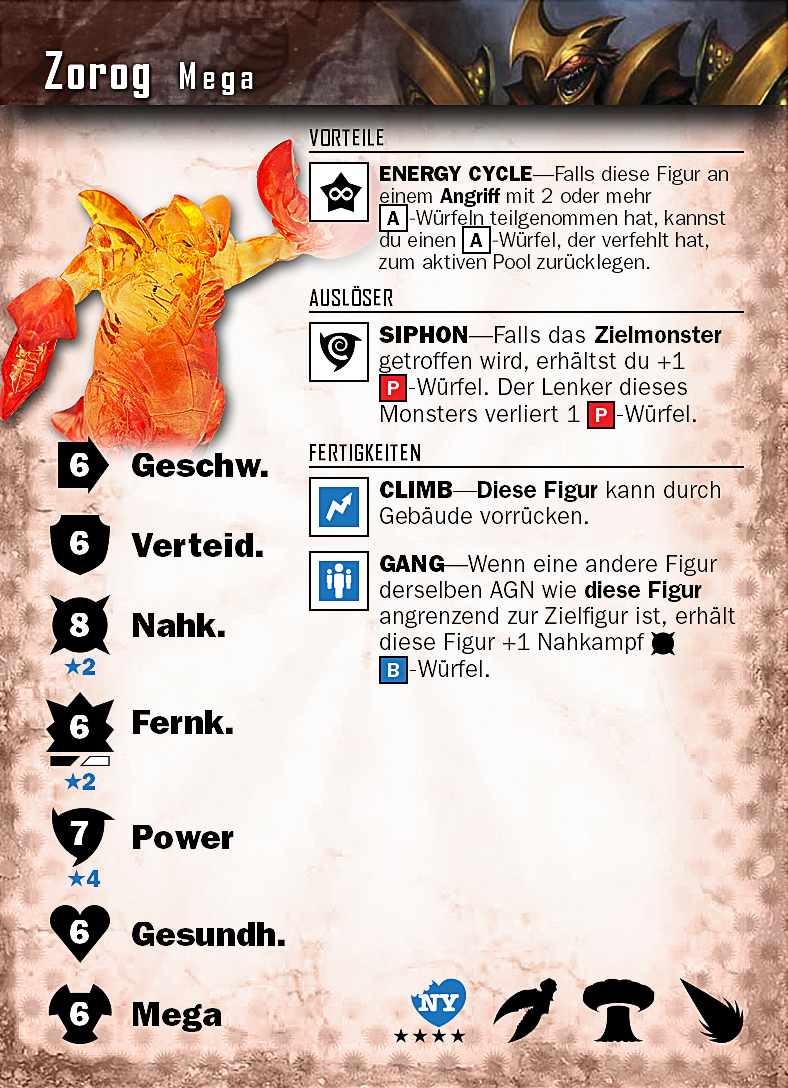 Zorog Mega
VORTEILE
ENERGY CYCLE—Falls diese Figur an
einem Angriff mit 2 oder mehr
A-Würfeln teilgenommen hat, kannst
du einen A-Würfel, der verfehlt hat,
zum aktiven Pool zurücklegen.
AUSLÖSER
SIPHON—Falls das Zielmonster
getroffen wird, erhältst du +1
P-Würfel. Der Lenker dieses
Monsters verliert 1 P-Würfel.
FERTIGKEITEN
CLIMB—Diese Figur kann durch
Gebäude vorrücken.
GANG—Wenn eine andere Figur
derselben AGN wie diese Figur
angrenzend zur Zielfigur ist, erhält
diese Figur +1 Nahkampf
B-Würfel.
6 Geschw.
6 Verteid.
8 Nahk.
★2
6 Fernk.
★2
7 Power
★4
6 Gesundh.
6 Mega
NY
★★★★